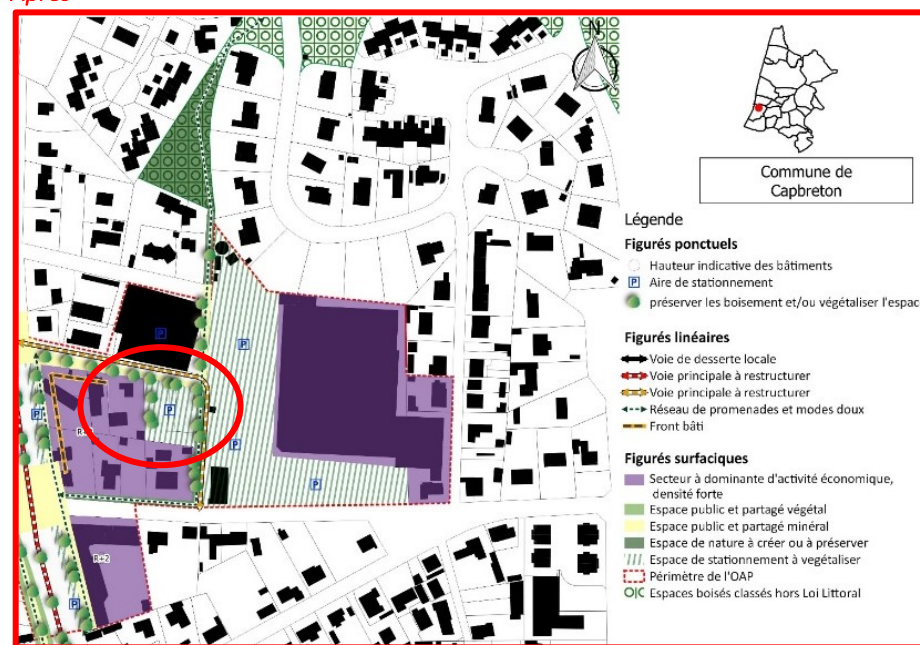 Après
N
Commune de
Capbreton
Légende
Figurés ponctuels
Hauteur indicative des bâtiments
P Aire de stationnement
préserver les boisement et/ou végétaliser l'espac
Figurés linéaires
Voie de desserte locale
Voie principale à restructurer
Voie principale à restructurer
Réseau de promenades et modes doux
Front bâti
Figurés surfaciques
Secteur à dominante d'activité économique,
densité forte
Espace public et partagé végétal
Espace public et partagé minéral
Espace de nature à créer ou à préserver
Espace de stationnement à vegétaliser
Périmètre de l'OAP
Espaces boisés classés hors Loi Littoral
P
P
P
P
P
P
R+2